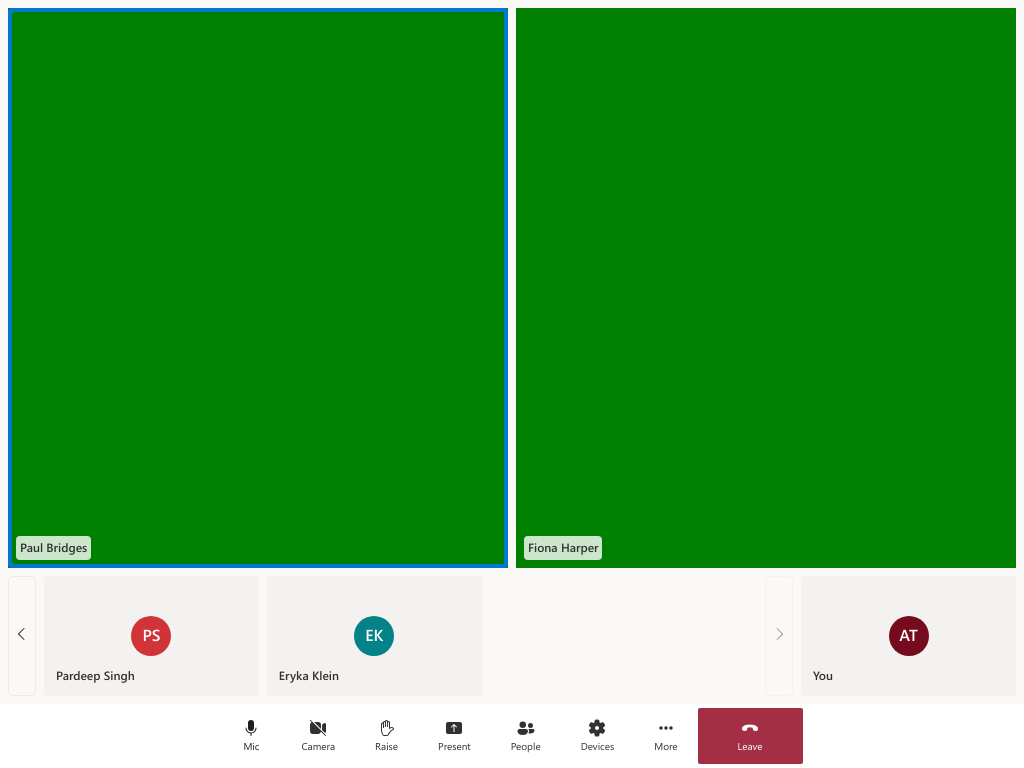 Paul Bridges
Fiona Harper
PS
Pardeep Singh
EK
Eryka Klein
AT
You
Mic
Camera
Raise
Present
People
Devices
More
Leave